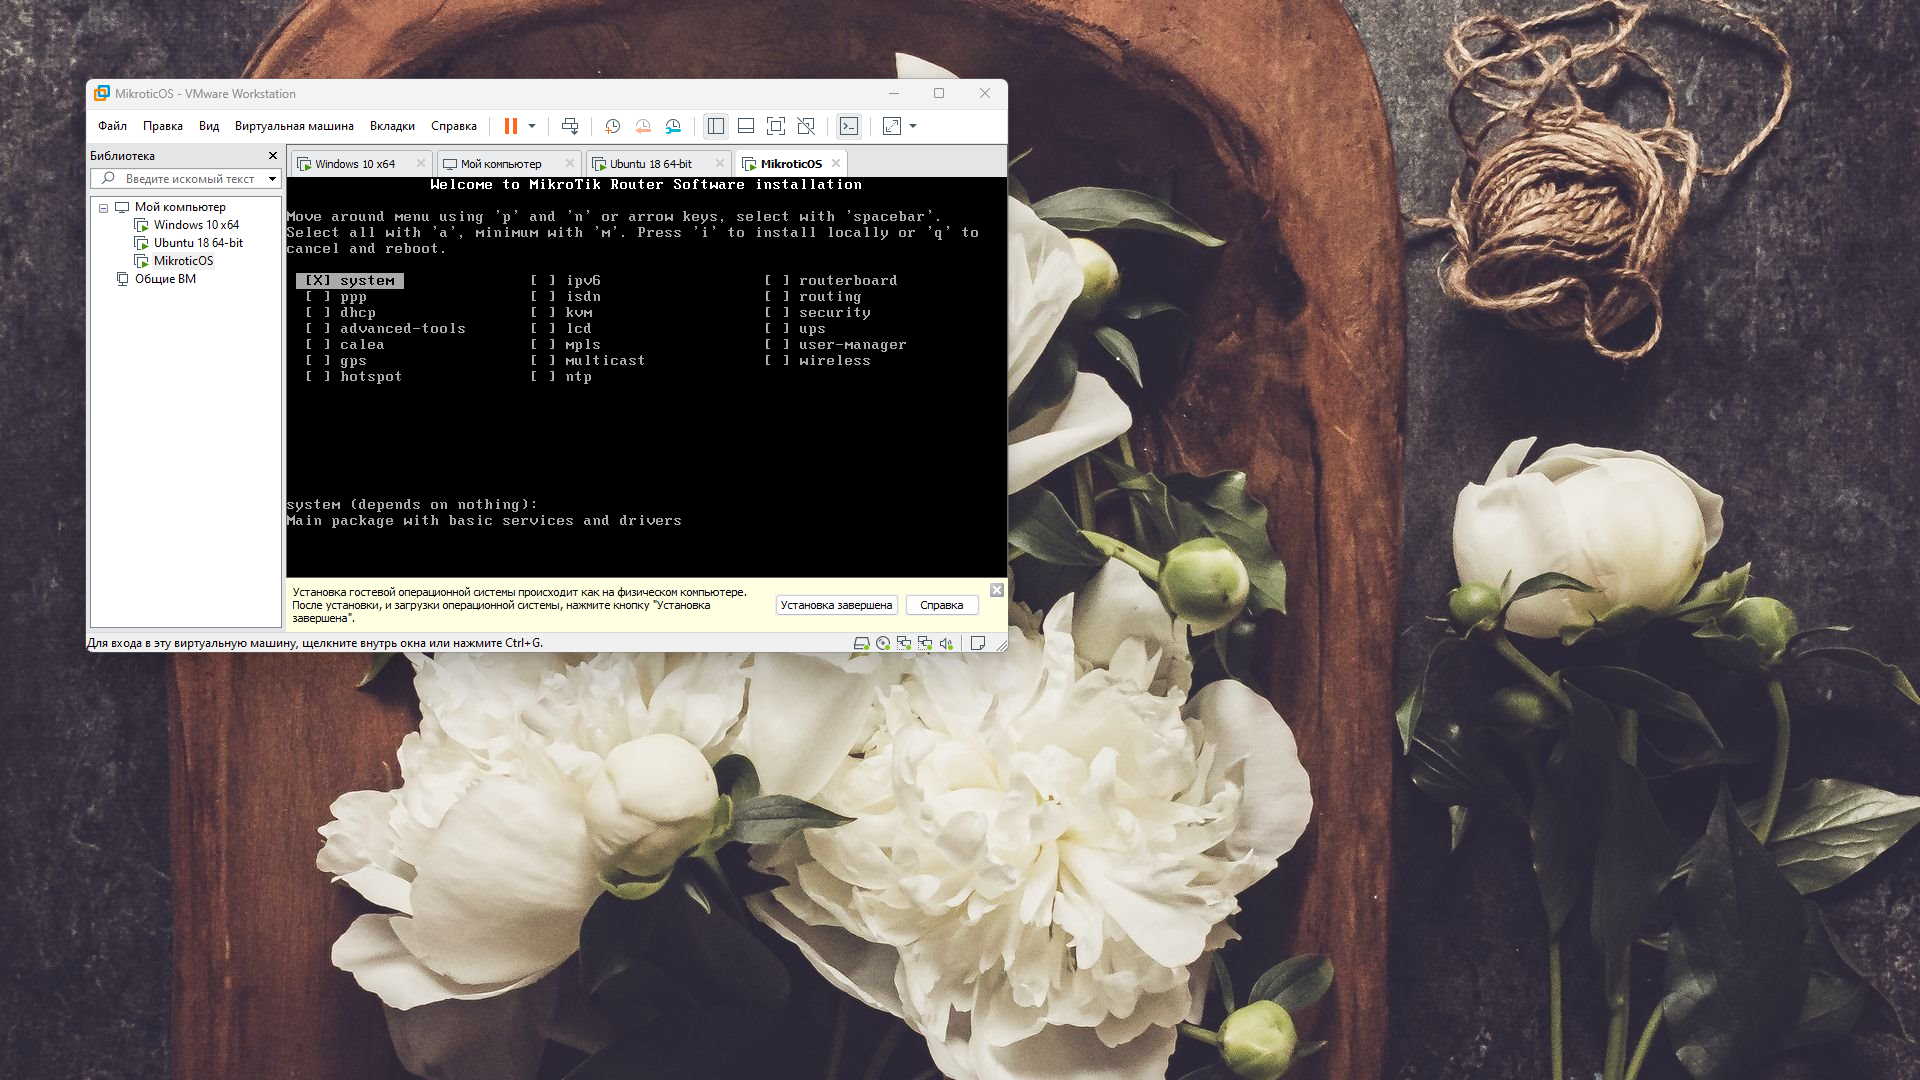 MikroticOS - VMware Workstation
Файл Правка Вид Виртуальная машина Вкладки Справка
Библиотека
Введите искомый текст
Мой компьютер
Windows 10 x64
Ubuntu 18 64-bit
MikroticOS
Общие ВМ
Windows 10 x64 Мой компьютер Ubuntu 18 64-bit MikroticOS
Welcome to MikroTik Router Software installation
Move around menu using 'p' and 'n' or arrow keys, select with 'spacebar'.
Select all with 'a', minimum with 'm'. Press 'i' to install locally or 'q' to
cancel and reboot.
[X] system [ ] ipv6 [ ] routerboard
[ ] ppp [ ] isdn [ ] routing
[ ] dhcp [ ] kvm [ ] security
[ ] advanced-tools [ ] lcd [ ] ups
[ ] calea [ ] mpls [ ] user-manager
[ ] gps [ ] multicast [ ] wireless
[ ] hotspot [ ] ntp
system (depends on nothing):
Main package with basic services and drivers
Установка гостевой операционной системы происходит как на физическом компьютере.
После установки, и загрузки операционной системы, нажмите кнопку "Установка
завершена".
Установка завершена Справка
Для входа в эту виртуальную машину, щелкните внутрь окна или нажмите Ctrl+G.